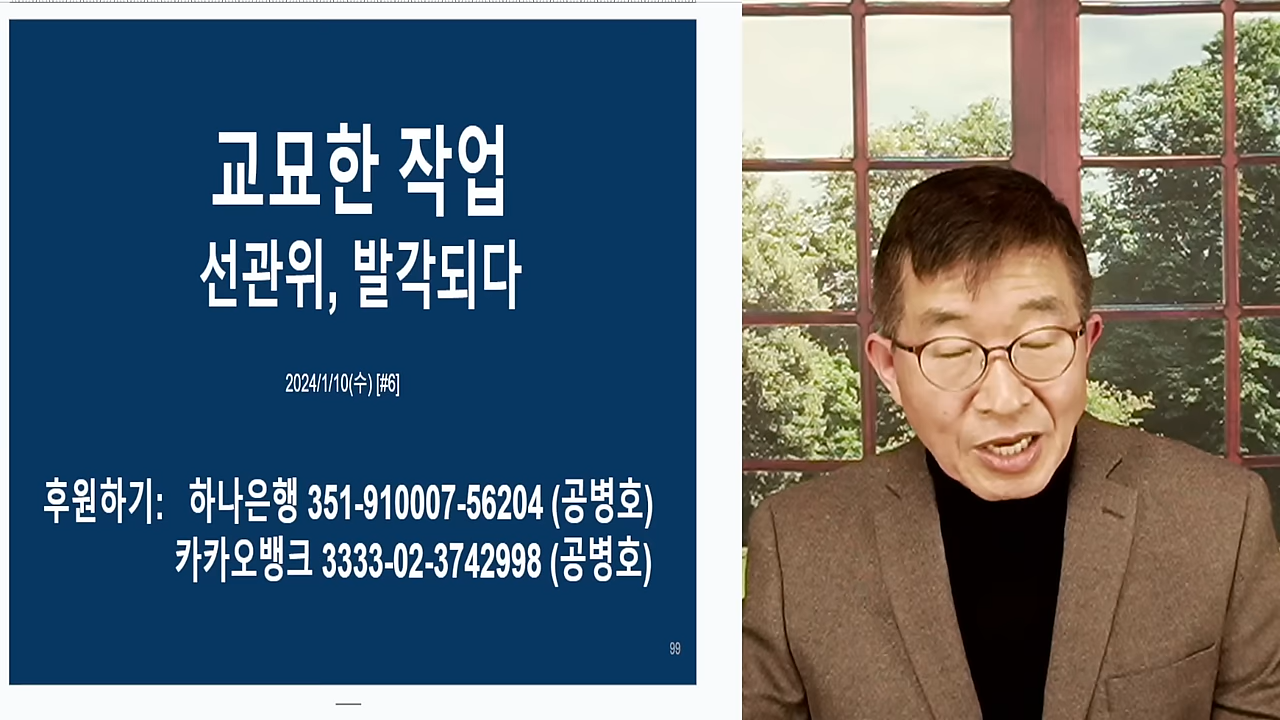 교묘한 작업
선관위, 발각되다
2024/1/10(수) [#6]
후원하기: 하나은행 351-910007-56204 (공병호)
카카오뱅크 3333-02-3742998 (공병호)
99